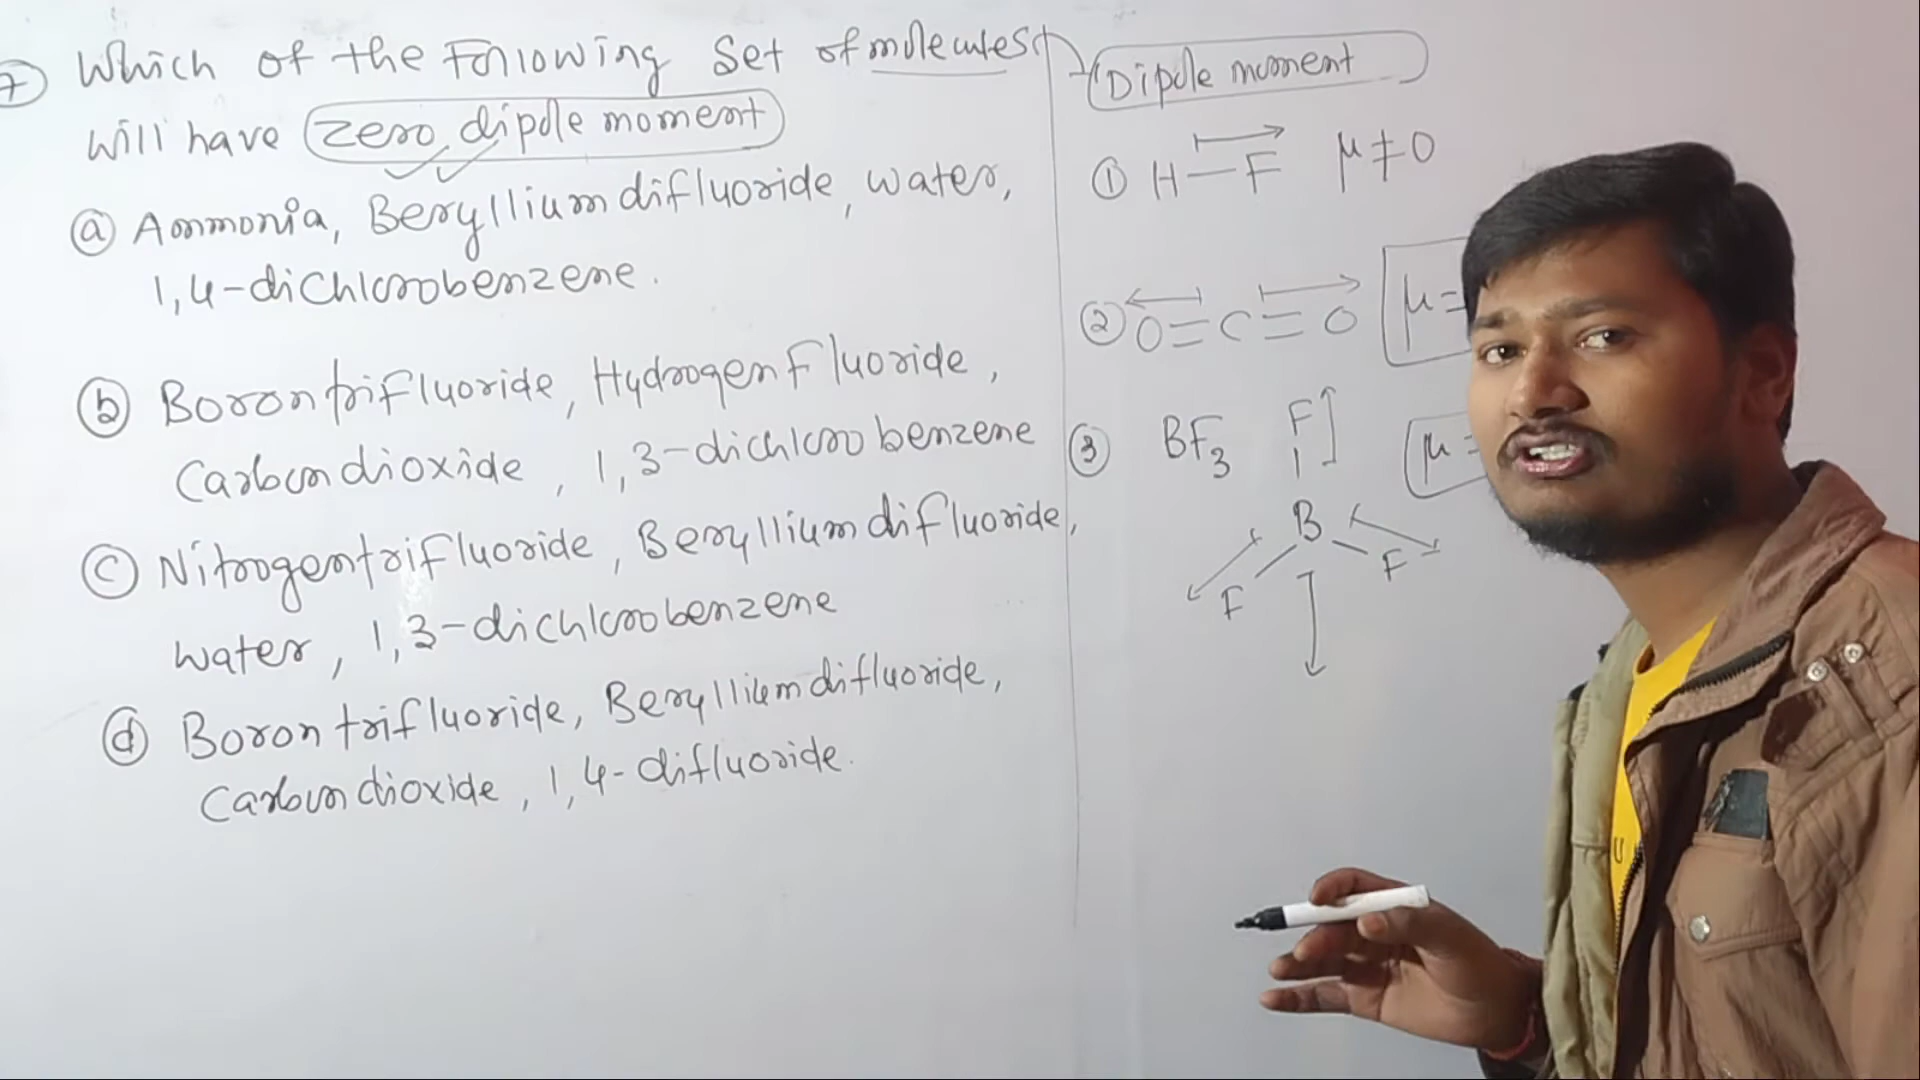 7 Which of the Following Set of molecules
will have zero dipole moment
a Ammonia, Beryllium difluoride, water,
1,4-dichlorobenzene.
b Boron trifluoride, Hydrogen Fluoride,
Carbon dioxide, 1,3-dichloro benzene
c Nitrogen trifluoride, Beryllium difluoride,
water, 1,3-dichlorobenzene
d Boron trifluoride, Beryllium difluoride,
Carbon dioxide, 1,4-difluoride.
Dipole moment
1 H-F μ≠0
2 O=C=O μ=
3 BF3 μ=
F
B
F F
U